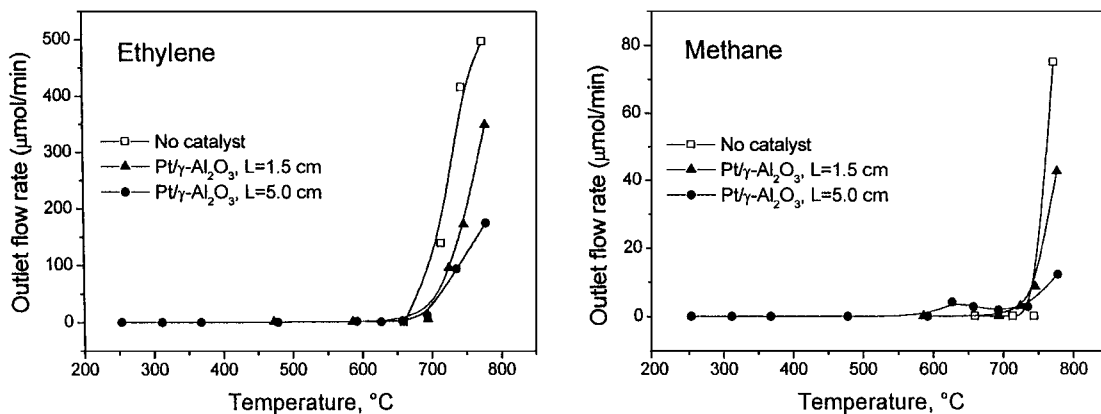 Ethylene
Outlet flow rate (μmol/min)
500
400
300
200
100
0
No catalyst
Pt/γ-Al₂O₃, L=1.5 cm
Pt/γ-Al₂O₃, L=5.0 cm
200 300 400 500 600 700 800
Temperature, °C
Methane
Outlet flow rate (μmol/min)
80
60
40
20
0
No catalyst
Pt/γ-Al₂O₃, L=1.5 cm
Pt/γ-Al₂O₃, L=5.0 cm
200 300 400 500 600 700 800
Temperature, °C